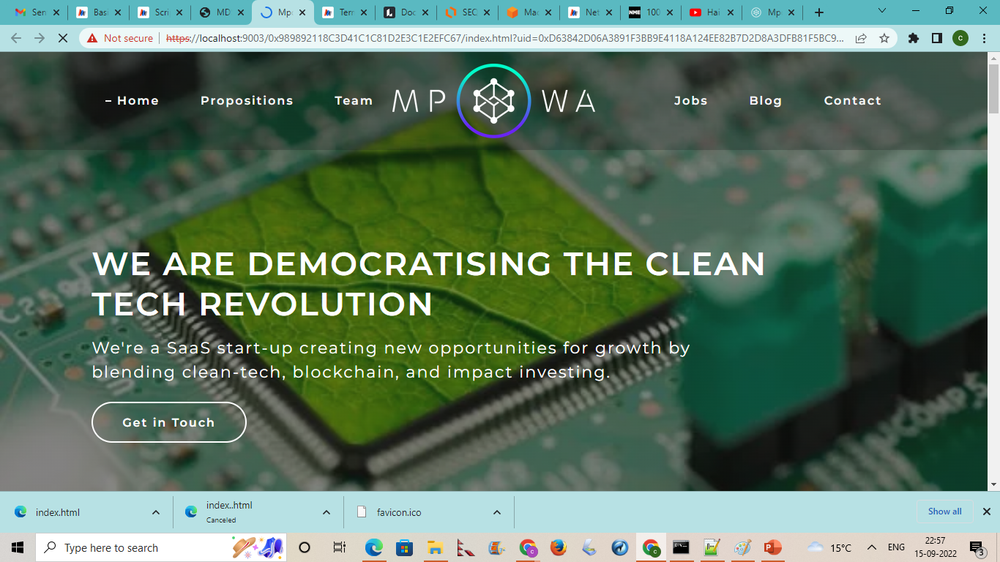 Sen
Basi
Scri
MD
Mpo
Terr
Doc
SEC
Mac
Net
NME
100
Hai
Mp
Not secure
https://localhost:9003/0x989892118C3D41C1C81D2E3C1E2EFC67/index.html?uid=0xD63842D06A3891F3BB9E4118A124EE82B7D2D8A3DFB81F5BC9...
C
– Home
Propositions
Team
MP WA
Jobs
Blog
Contact
WE ARE DEMOCRATISING THE CLEAN
TECH REVOLUTION
We're a SaaS start-up creating new opportunities for growth by
blending clean-tech, blockchain, and impact investing.
Get in Touch
index.html
index..html
Canceled
favicon.ico
Show all
Type here to search
15°C
ENG
22:57
15-09-2022
3